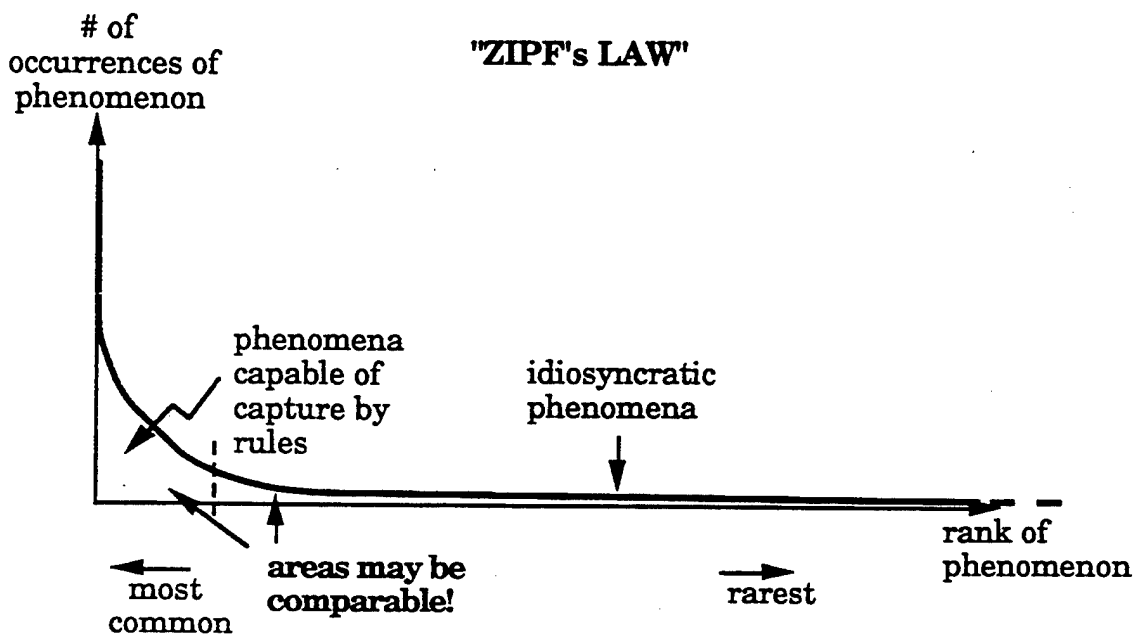 # of
occurrences of
phenomenon
"ZIPF's LAW"
phenomena
capable of
capture by
rules
idiosyncratic
phenomena
rank of
phenomenon
areas may be
comparable!
most
common
rarest